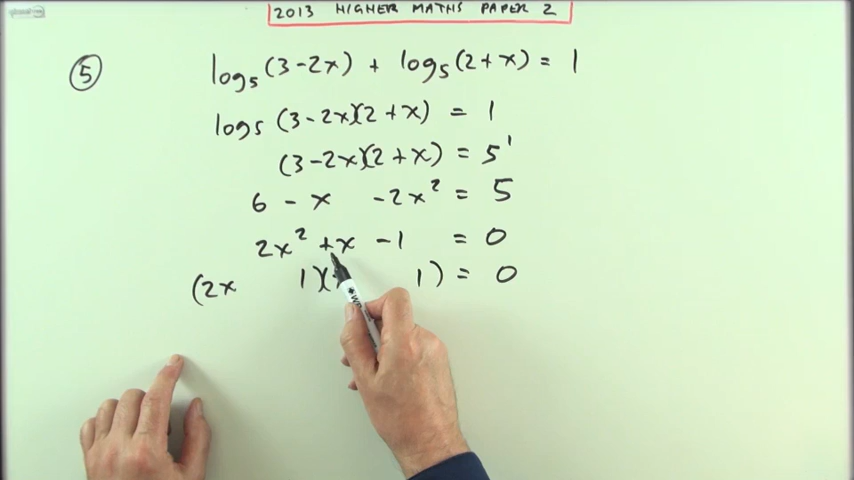 2013 HIGHER MATHS PAPER 2
5 log₅(3-2x) + log₅(2+x) = 1
log₅(3-2x)(2+x) = 1
(3-2x)(2+x) = 5¹
6 - x -2x² = 5
2x² + x - 1 = 0
(2x 1)( 1) = 0